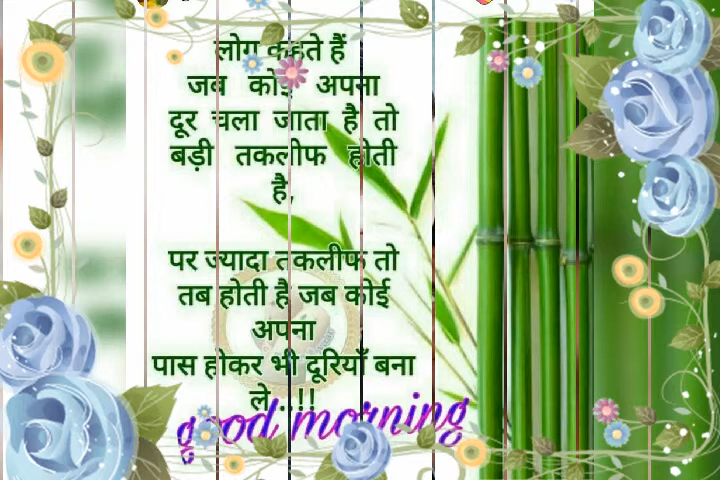 लोग कहते हैं
जब कोई अपना
दूर चला जाता है तो
बड़ी तकलीफ होती
है,
पर ज्यादा तकलीफ तो
तब होती है जब कोई
अपना
पास होकर भी दूरियाँ बना
ले...!!
good morning